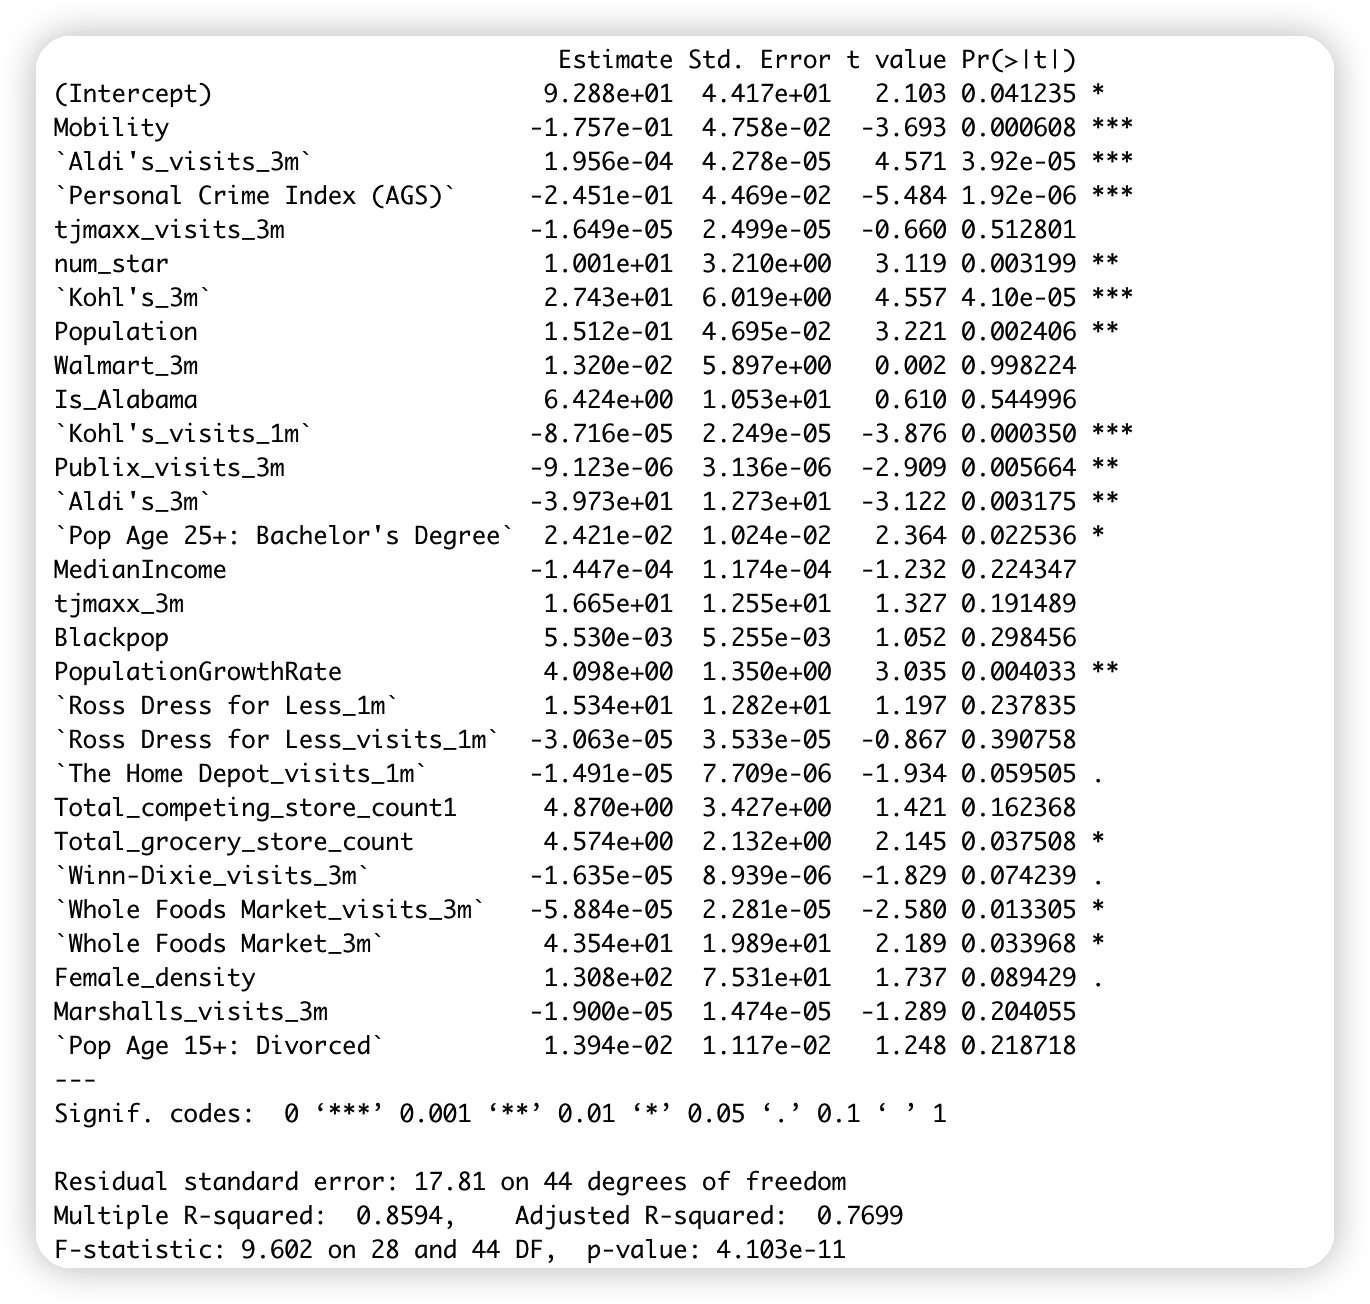 Estimate Std. Error t value Pr(>|t|)
(Intercept) 9.288e+01 4.417e+01 2.103 0.041235 *
Mobility -1.757e-01 4.758e-02 -3.693 0.000608 ***
`Aldi's_visits_3m` 1.956e-04 4.278e-05 4.571 3.92e-05 ***
`Personal Crime Index (AGS)` -2.451e-01 4.469e-02 -5.484 1.92e-06 ***
tjmaxx_visits_3m -1.649e-05 2.499e-05 -0.660 0.512801
num_star 1.001e+01 3.210e+00 3.119 0.003199 **
`Kohl's_3m` 2.743e+01 6.019e+00 4.557 4.10e-05 ***
Population 1.512e-01 4.695e-02 3.221 0.002406 **
Walmart_3m 1.320e-02 5.897e+00 0.002 0.998224
Is_Alabama 6.424e+00 1.053e+01 0.610 0.544996
`Kohl's_visits_1m` -8.716e-05 2.249e-05 -3.876 0.000350 ***
Publix_visits_3m -9.123e-06 3.136e-06 -2.909 0.005664 **
`Aldi's_3m` -3.973e+01 1.273e+01 -3.122 0.003175 **
`Pop Age 25+: Bachelor's Degree` 2.421e-02 1.024e-02 2.364 0.022536 *
MedianIncome -1.447e-04 1.174e-04 -1.232 0.224347
tjmaxx_3m 1.665e+01 1.255e+01 1.327 0.191489
Blackpop 5.530e-03 5.255e-03 1.052 0.298456
PopulationGrowthRate 4.098e+00 1.350e+00 3.035 0.004033 **
`Ross Dress for Less_1m` 1.534e+01 1.282e+01 1.197 0.237835
`Ross Dress for Less_visits_1m` -3.063e-05 3.533e-05 -0.867 0.390758
`The Home Depot_visits_1m` -1.491e-05 7.709e-06 -1.934 0.059505 .
Total_competing_store_count1 4.870e+00 3.427e+00 1.421 0.162368
Total_grocery_store_count 4.574e+00 2.132e+00 2.145 0.037508 *
`Winn-Dixie_visits_3m` -1.635e-05 8.939e-06 -1.829 0.074239 .
`Whole Foods Market_visits_3m` -5.884e-05 2.281e-05 -2.580 0.013305 *
`Whole Foods Market_3m` 4.354e+01 1.989e+01 2.189 0.033968 *
Female_density 1.308e+02 7.531e+01 1.737 0.089429 .
Marshalls_visits_3m -1.900e-05 1.474e-05 -1.289 0.204055
`Pop Age 15+: Divorced` 1.394e-02 1.117e-02 1.248 0.218718
---
Signif. codes: 0 ‘***’ 0.001 ‘**’ 0.01 ‘*’ 0.05 ‘.’ 0.1 ‘ ’ 1
Residual standard error: 17.81 on 44 degrees of freedom
Multiple R-squared: 0.8594, Adjusted R-squared: 0.7699
F-statistic: 9.602 on 28 and 44 DF, p-value: 4.103e-11